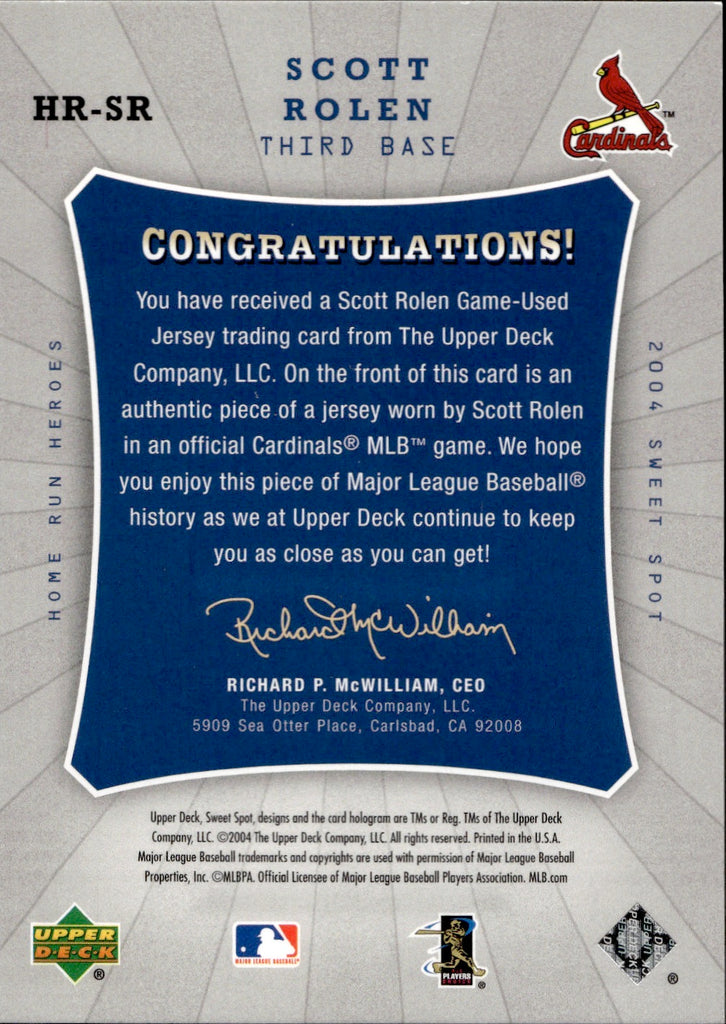 HR-SR
SCOTT
ROLEN
THIRD BASE
Cardinals™
HOME RUN HEROES
2004 SWEET SPOT
CONGRATULATIONS!
You have received a Scott Rolen Game-Used
Jersey trading card from The Upper Deck
Company, LLC. On the front of this card is an
authentic piece of a jersey worn by Scott Rolen
in an official Cardinals® MLB™ game. We hope
you enjoy this piece of Major League Baseball®
history as we at Upper Deck continue to keep
you as close as you can get!
Richard McWilliam
RICHARD P. McWILLIAM, CEO
The Upper Deck Company, LLC.
5909 Sea Otter Place, Carlsbad, CA 92008
Upper Deck, Sweet Spot, designs and the card hologram are TMs or Reg. TMs of The Upper Deck
Company, LLC. ©2004 The Upper Deck Company, LLC. All rights reserved. Printed in the U.S.A.
Major League Baseball trademarks and copyrights are used with permission of Major League Baseball
Properties, Inc. ©MLBPA. Official Licensee of Major League Baseball Players Association. MLB.com
UPPER
D·E·C·K
®
MAJOR LEAGUE BASEBALL
PLAYERS
CHOICE
®
UPPER
DECK
®